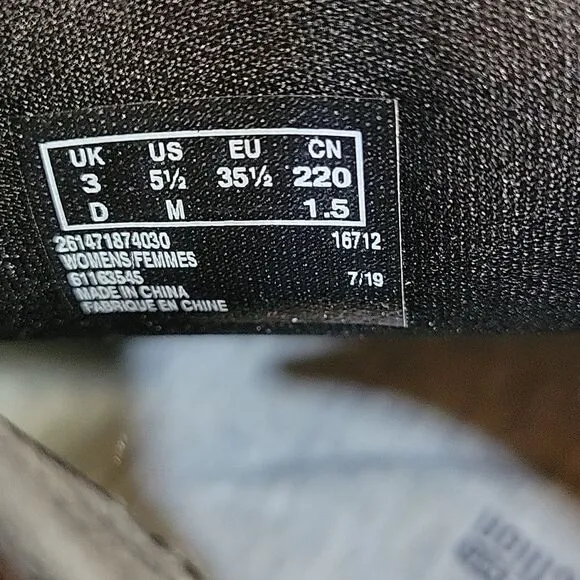 UK US EU CN
3 5½ 35½ 220
D M 1.5
261471874030 16712
WOMENS/FEMMES
61163545 7/19
MADE IN CHINA
FABRIQUE EN CHINE